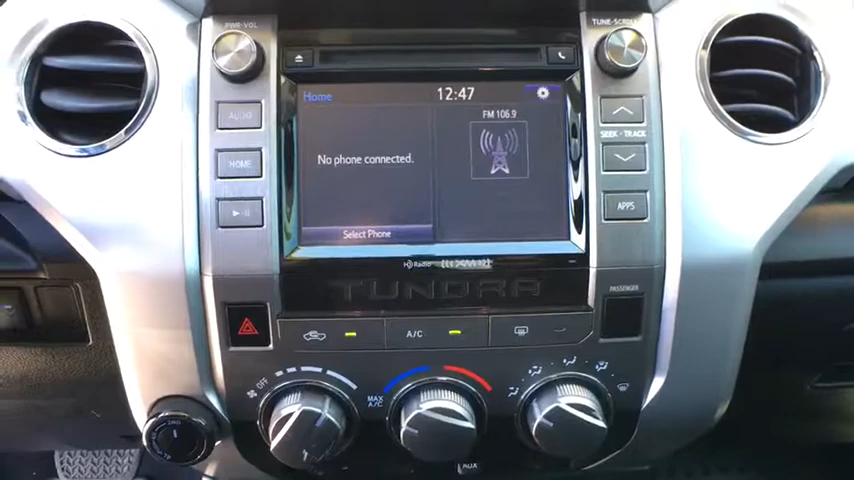 PWR·VOL
TUNE·SCROLL
AUDIO
HOME
SEEK·TRACK
APPS
Home
12:47
FM 106.9
No phone connected.
Select Phone
HD Radio
TUNDRA
PASSENGER
A/C
OFF
MAX
A/C
2WD
AUX